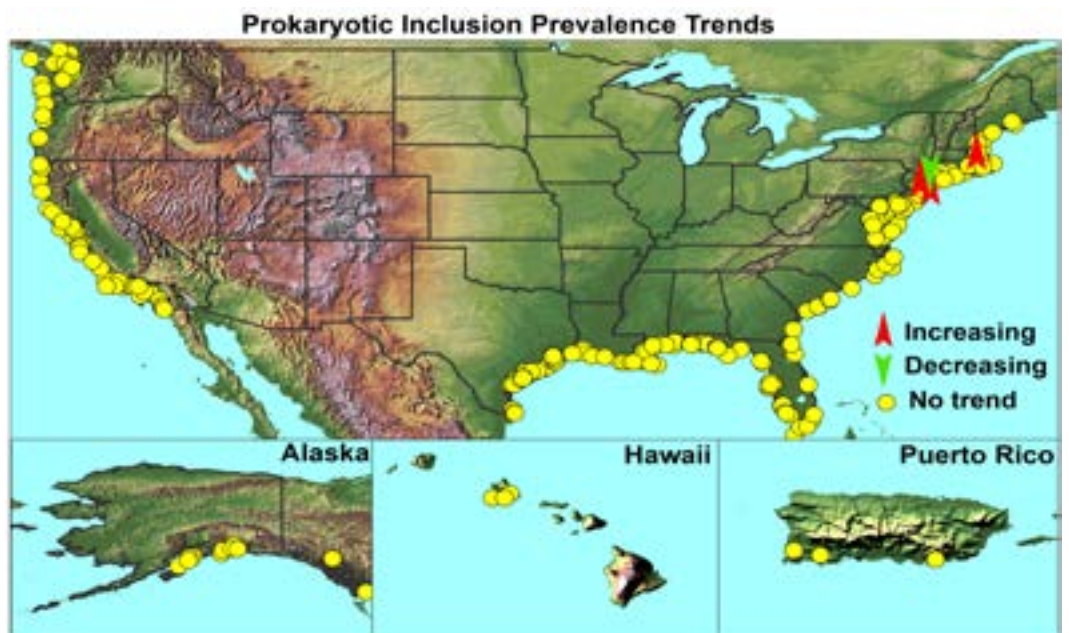 Prokaryotic Inclusion Prevalence Trends
Increasing
Decreasing
No trend
Alaska
Hawaii
Puerto Rico